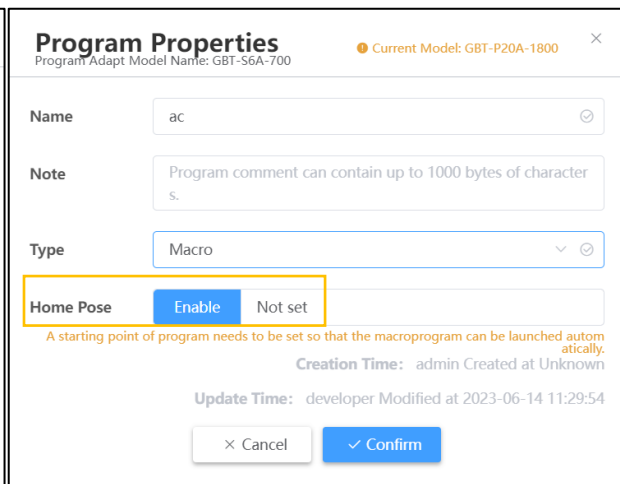 Program Properties
Current Model: GBT-P20A-1800
Program Adapt Model Name: GBT-S6A-700
Name
ac
Note
Program comment can contain up to 1000 bytes of character
s.
Type
Macro
Home Pose
Enable
Not set
A starting point of program needs to be set so that the macroprogram can be launched autom
atically.
Creation Time: admin Created at Unknown
Update Time: developer Modified at 2023-06-14 11:29:54
Cancel
Confirm